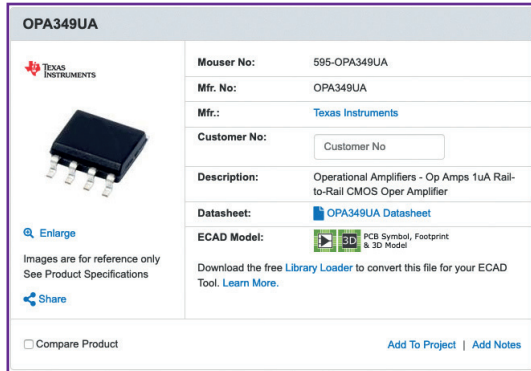 OPA349UA
TEXAS
INSTRUMENTS
Enlarge
Images are for reference only
See Product Specifications
Share
Mouser No: 595-OPA349UA
Mfr. No: OPA349UA
Mfr.: Texas Instruments
Customer No: Customer No
Description: Operational Amplifiers - Op Amps 1uA Rail-
to-Rail CMOS Oper Amplifier
Datasheet: OPA349UA Datasheet
ECAD Model: 3D PCB Symbol, Footprint
& 3D Model
Download the free Library Loader to convert this file for your ECAD
Tool. Learn More.
Compare Product
Add To Project | Add Notes